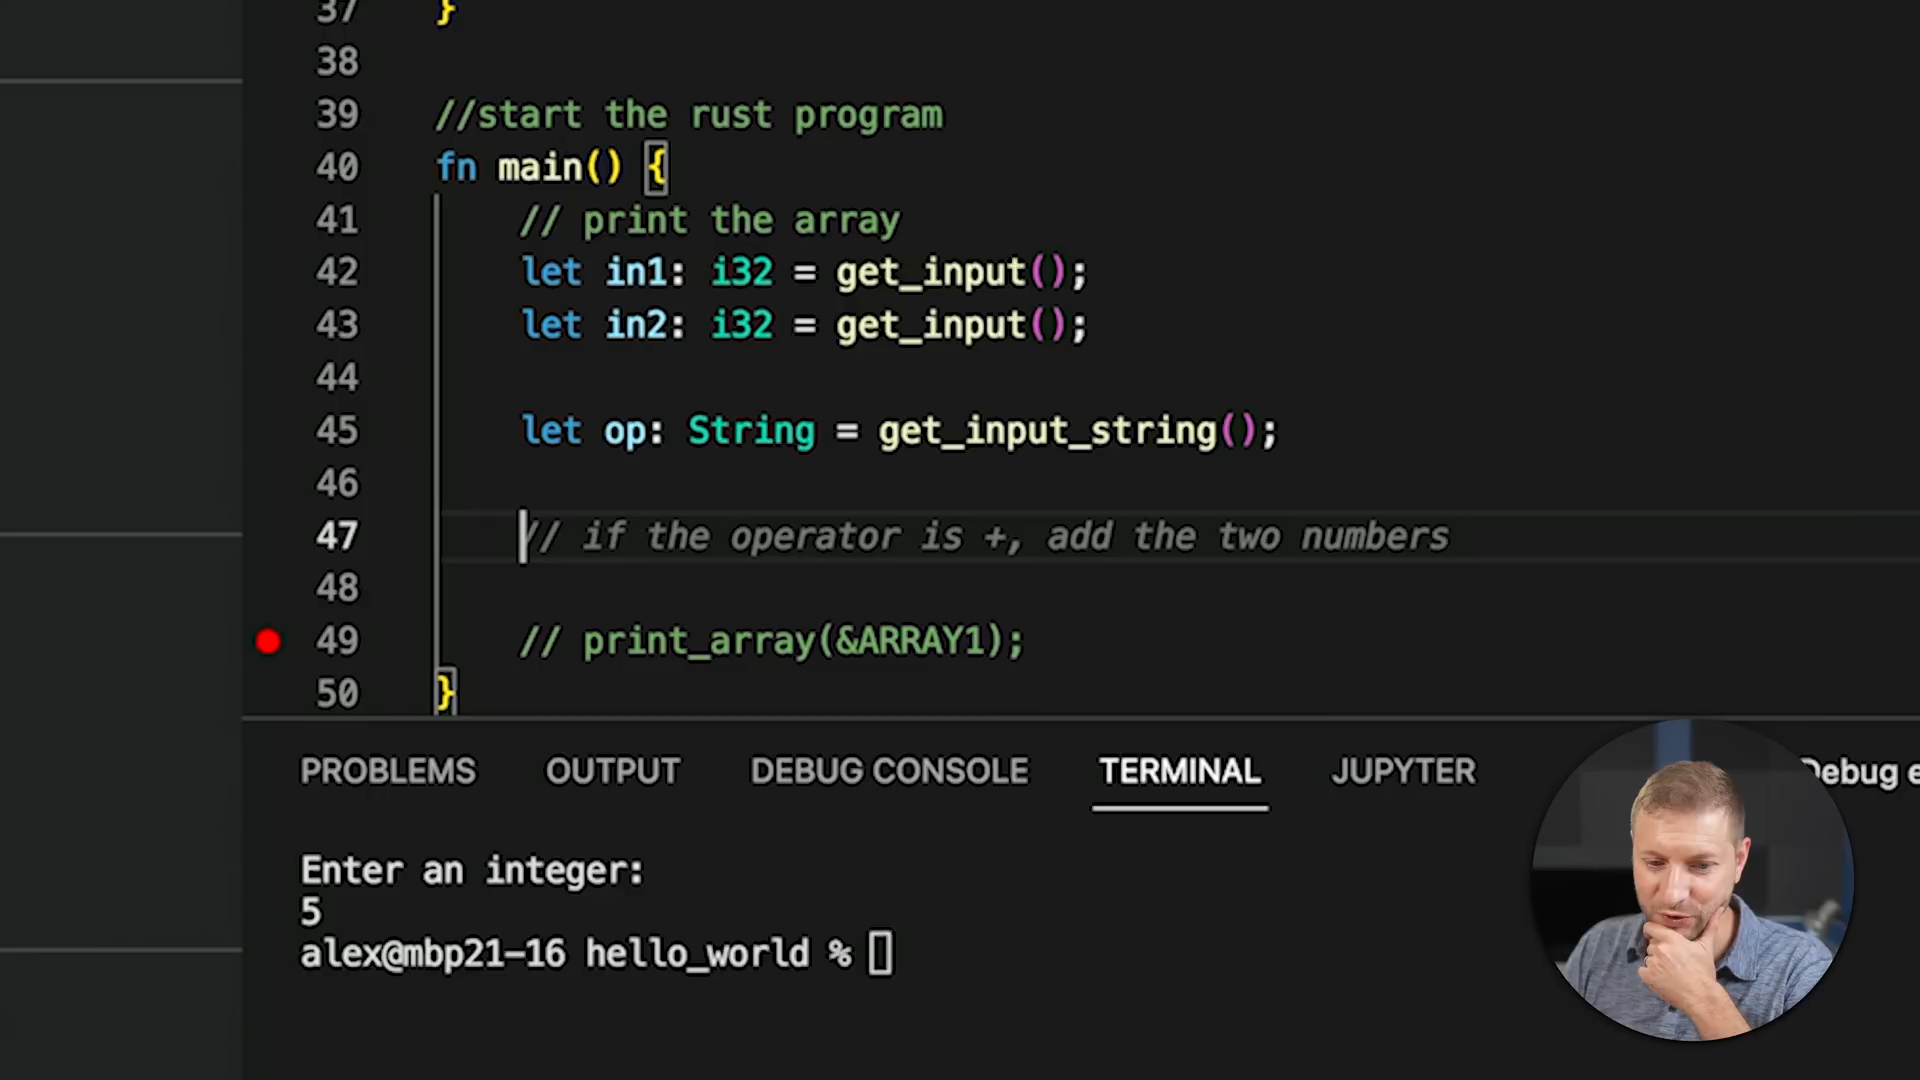 37 }
38
39 //start the rust program
40 fn main() {
41 // print the array
42 let in1: i32 = get_input();
43 let in2: i32 = get_input();
44
45 let op: String = get_input_string();
46
47 // if the operator is +, add the two numbers
48
49 // print_array(&ARRAY1);
50 }
PROBLEMS OUTPUT DEBUG CONSOLE TERMINAL JUPYTER Debug e
Enter an integer:
5
alex@mbp21-16 hello_world %